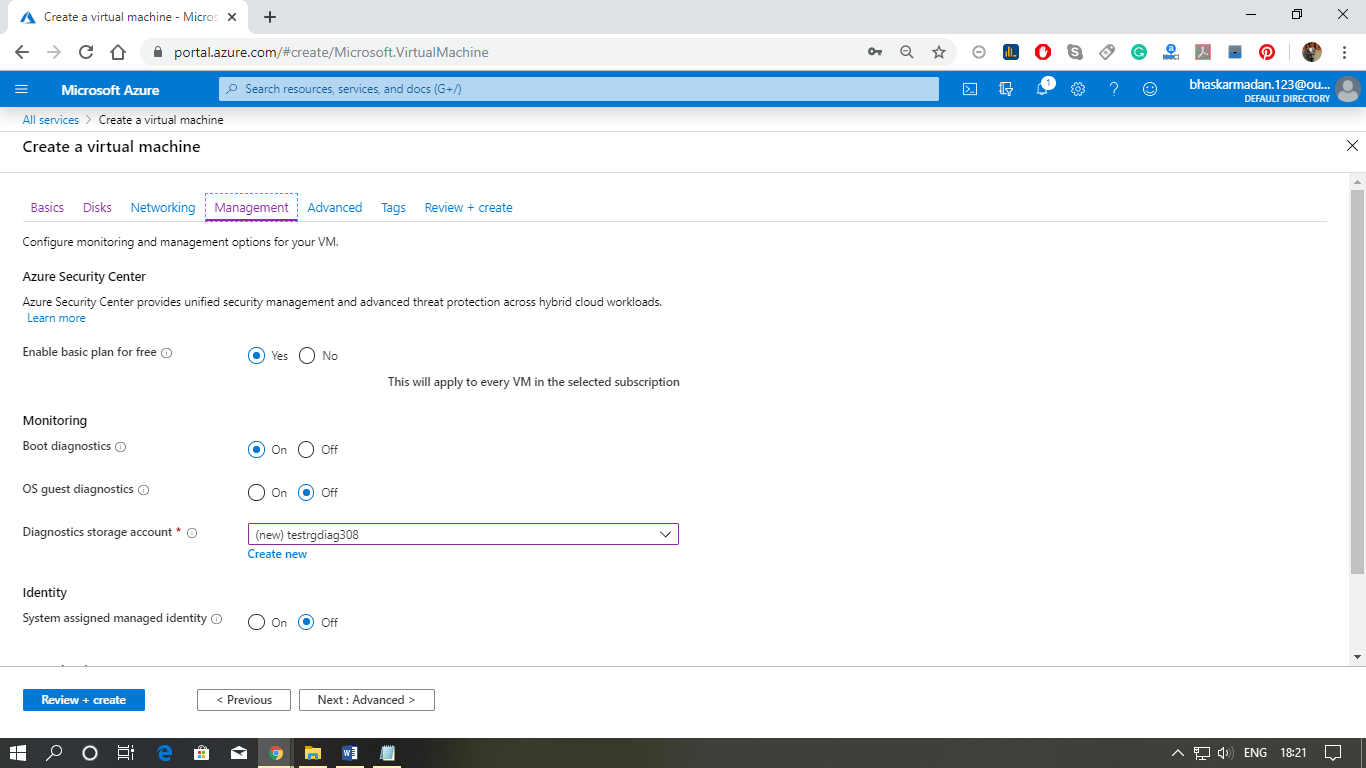 Create a virtual machine - Micros
portal.azure.com/#create/Microsoft.VirtualMachine
Microsoft Azure
Search resources, services, and docs (G+/)
1
bhaskarmadan.123@ou...
DEFAULT DIRECTORY
All services > Create a virtual machine
Create a virtual machine
Basics Disks Networking Management Advanced Tags Review + create
Configure monitoring and management options for your VM.
Azure Security Center
Azure Security Center provides unified security management and advanced threat protection across hybrid cloud workloads.
Learn more
Enable basic plan for free Yes No
This will apply to every VM in the selected subscription
Monitoring
Boot diagnostics On Off
OS guest diagnostics On Off
Diagnostics storage account * (new) testrgdiag308
Create new
Identity
System assigned managed identity On Off
Review + create < Previous Next : Advanced >
ENG 18:21